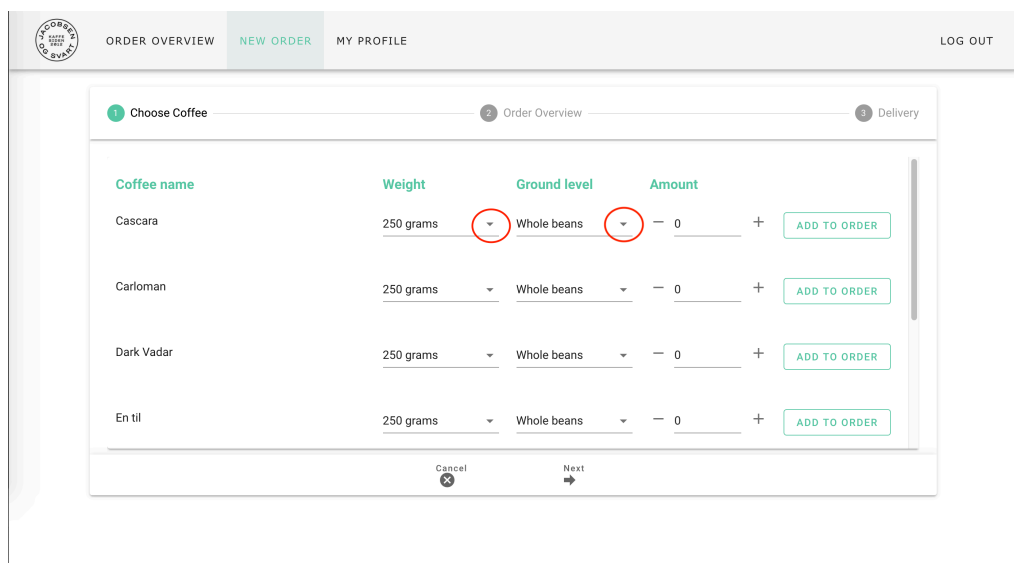 JACOBSEN
KAFFE
SIDEN
2012
OG SVART
ORDER OVERVIEW NEW ORDER MY PROFILE LOG OUT
1 Choose Coffee 2 Order Overview 3 Delivery
Coffee name Weight Ground level Amount
Cascara 250 grams Whole beans — 0 + ADD TO ORDER
Carloman 250 grams Whole beans — 0 + ADD TO ORDER
Dark Vadar 250 grams Whole beans — 0 + ADD TO ORDER
En til 250 grams Whole beans — 0 + ADD TO ORDER
Cancel Next